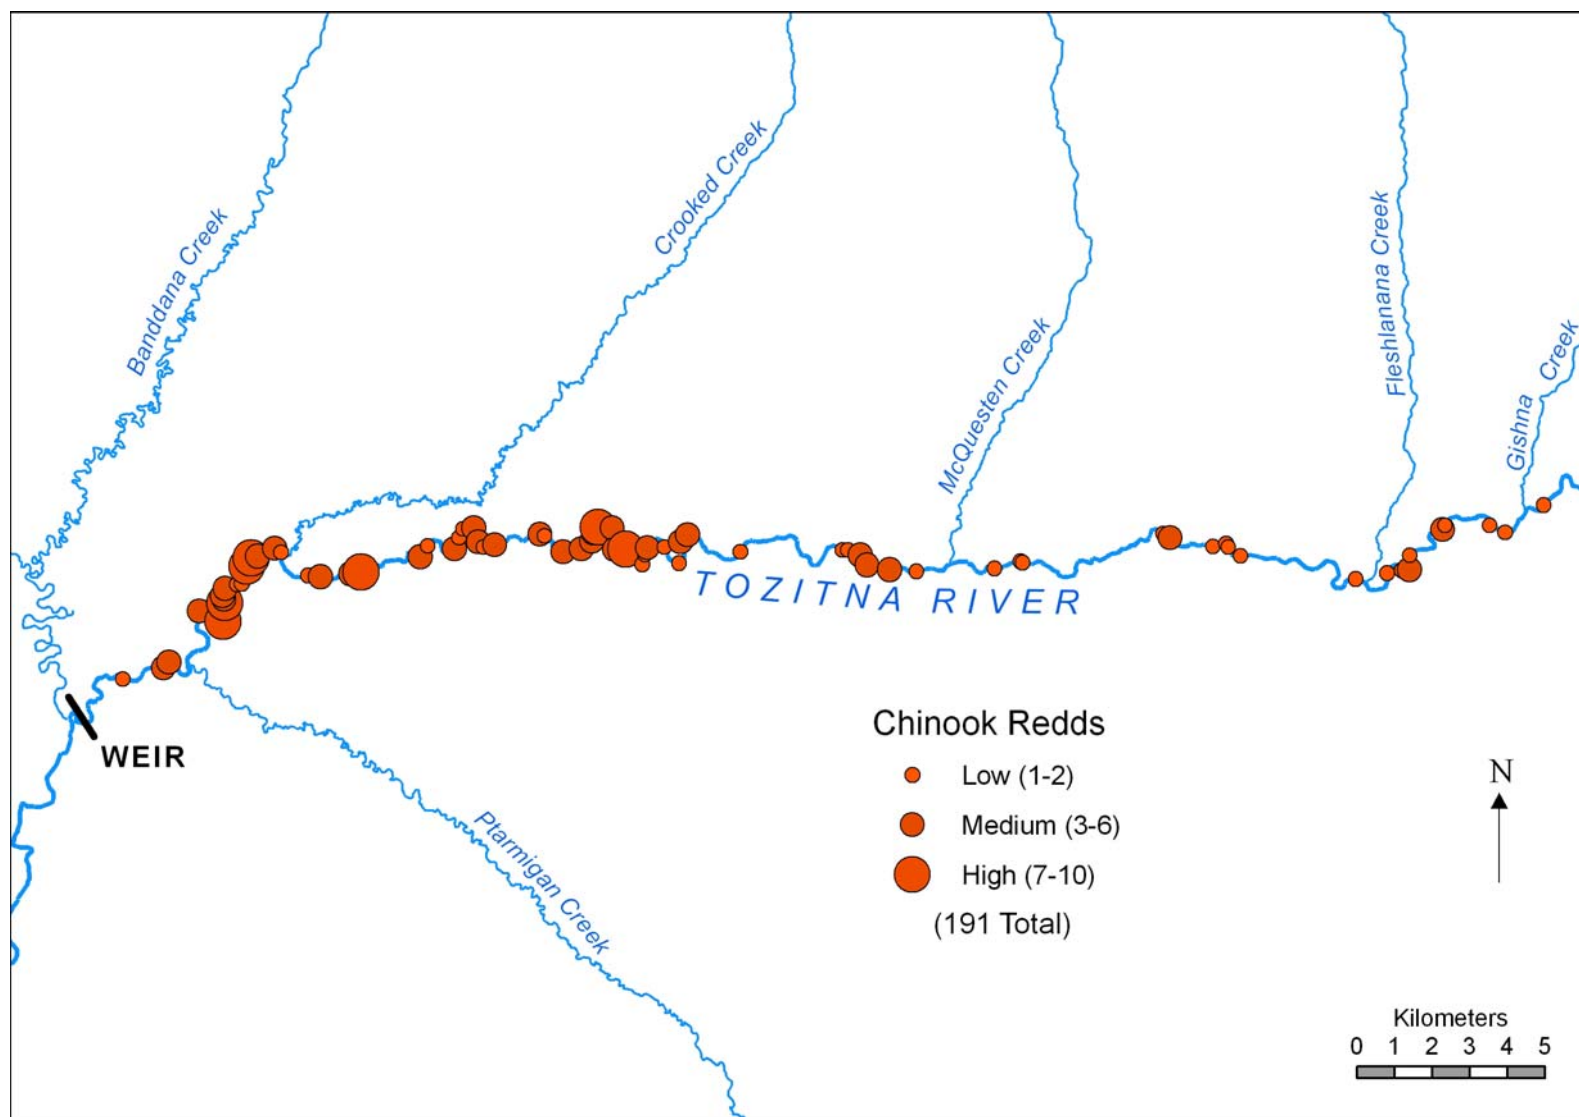 Banddana Creek
Crooked Creek
McQuesten Creek
Fleshlanana Creek
Gishna Creek
TOZITNA RIVER
WEIR
Ptarmigan Creek
Chinook Redds
Low (1-2)
Medium (3-6)
High (7-10)
(191 Total)
N
Kilometers
0 1 2 3 4 5